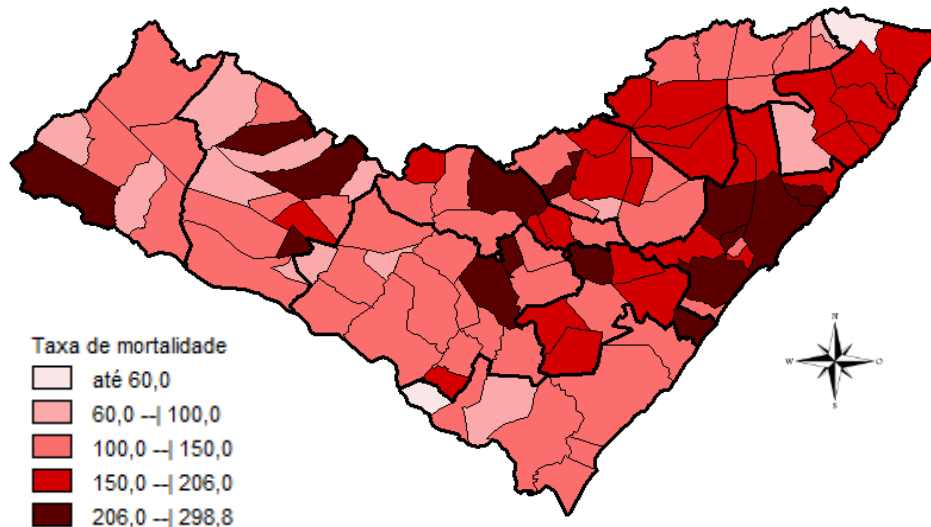 Taxa de mortalidade
até 60,0
60,0 --| 100,0
100,0 --| 150,0
150,0 --| 206,0
206,0 --| 298,8
N
W
O
S